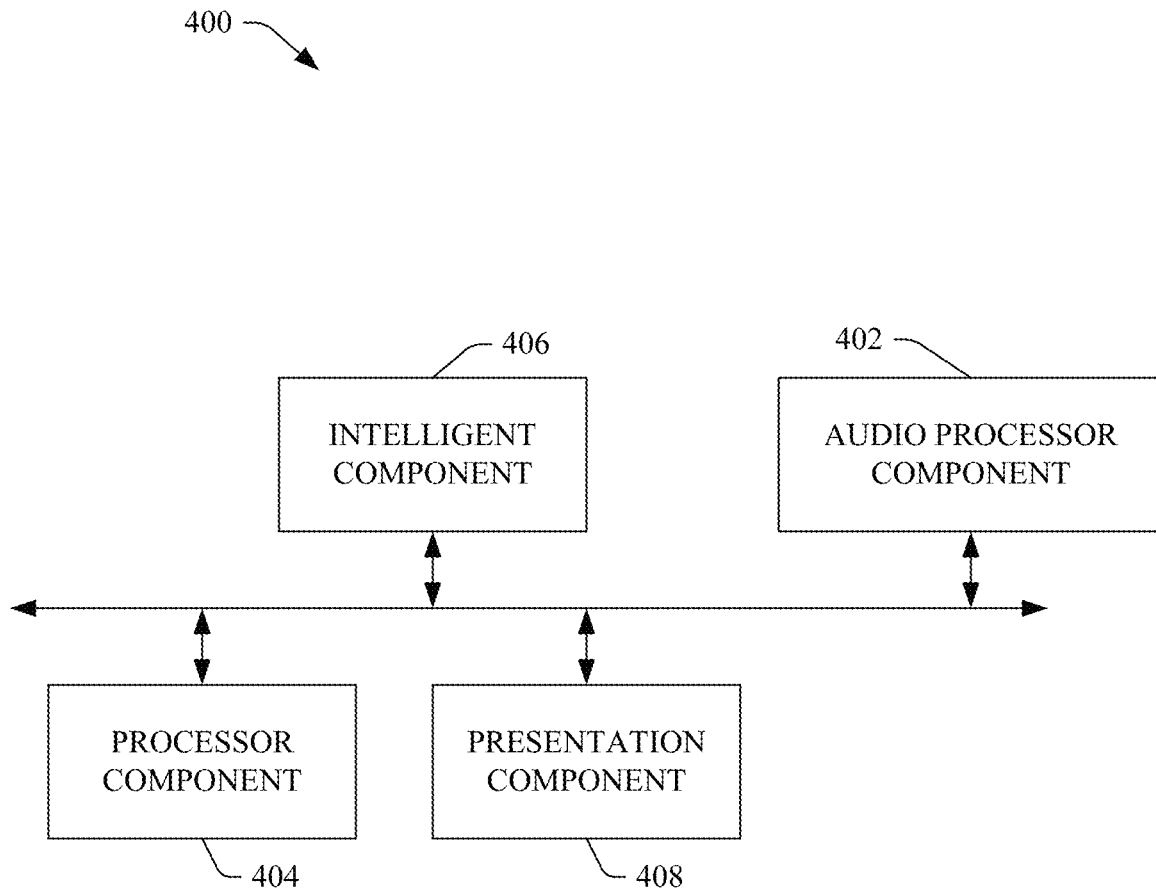 400
406
402
INTELLIGENT
COMPONENT
AUDIO PROCESSOR
COMPONENT
PROCESSOR
COMPONENT
PRESENTATION
COMPONENT
404
408